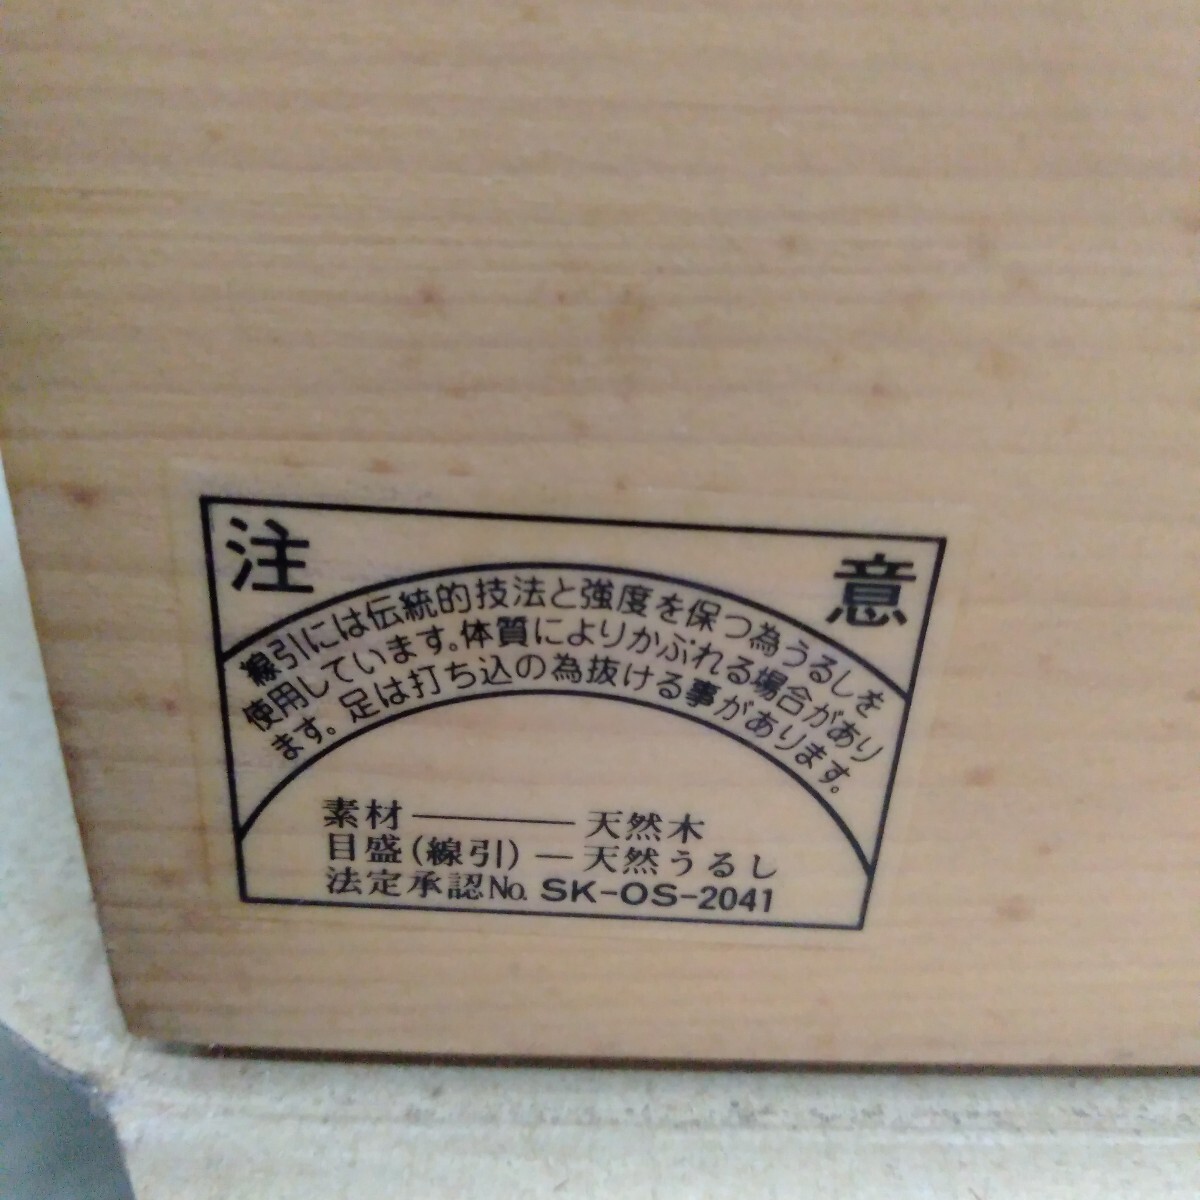 注意
線引には伝統的技法と強度を保つ為うるしを
使用しています。体質によりかぶれる場合があり
ます。足は打ち込の為抜ける事があります。
素材――――天然木
目盛(線引)―天然うるし
法定承認No. SK-OS-2041